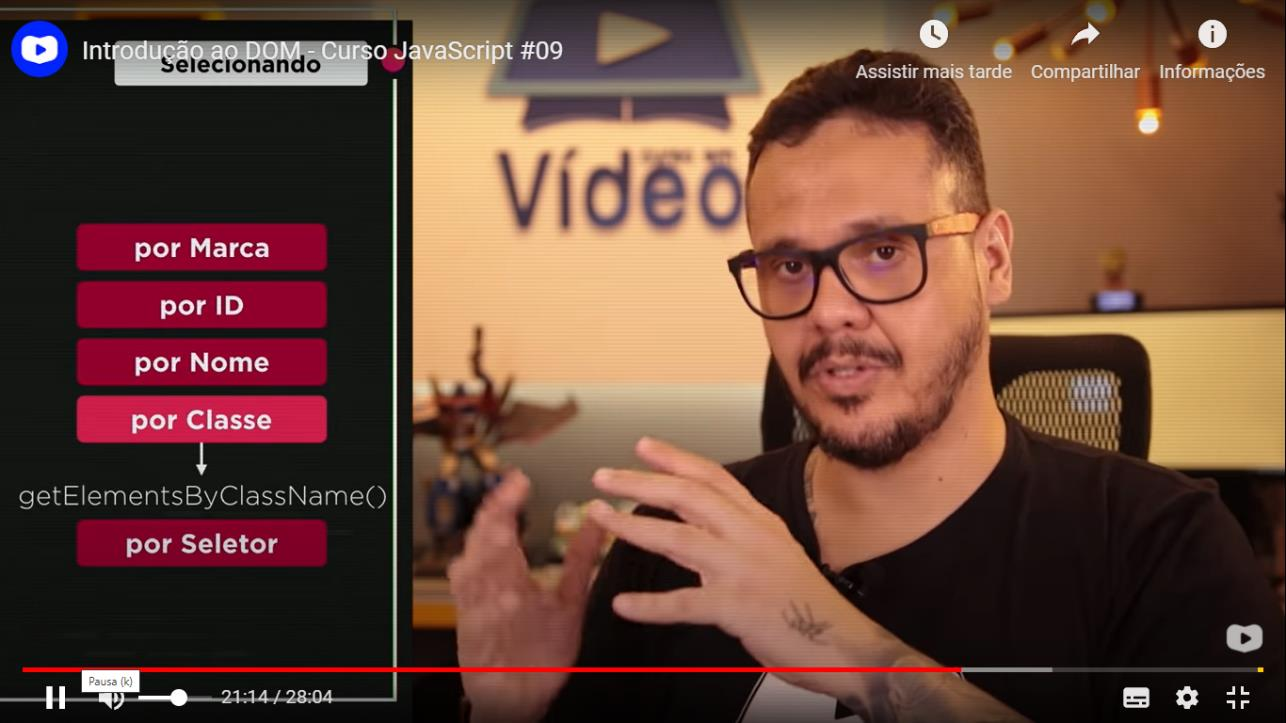 Introdução ao DOM - Curso JavaScript #09
Selecionando
Assistir mais tarde
Compartilhar
Informações
Vídeo
por Marca
por ID
por Nome
por Classe
getElementsByClassName()
por Seletor
Pausa (k)
21:14 / 28:04